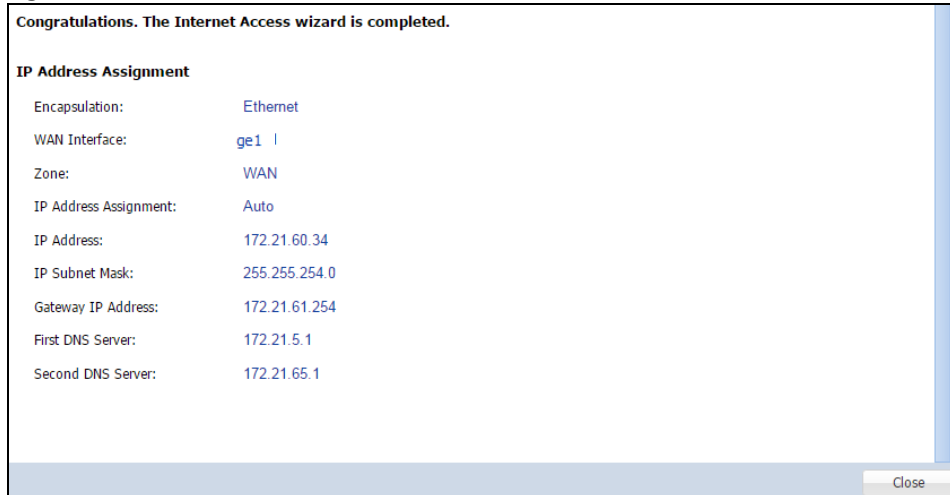 Congratulations. The Internet Access wizard is completed.
IP Address Assignment
Encapsulation: Ethernet
WAN Interface: ge1
Zone: WAN
IP Address Assignment: Auto
IP Address: 172.21.60.34
IP Subnet Mask: 255.255.254.0
Gateway IP Address: 172.21.61.254
First DNS Server: 172.21.5.1
Second DNS Server: 172.21.65.1
Close